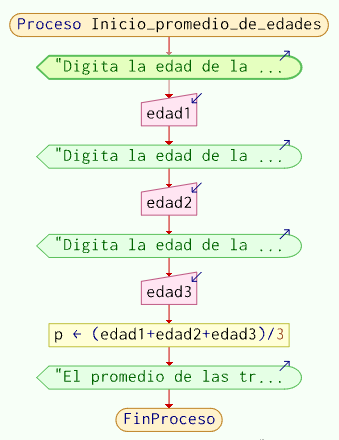 Proceso Inicio_promedio_de_edades
"Digita la edad de la ...
edad1
"Digita la edad de la ...
edad2
"Digita la edad de la ...
edad3
p ← (edad1+edad2+edad3)/3
"El promedio de las tr...
FinProceso